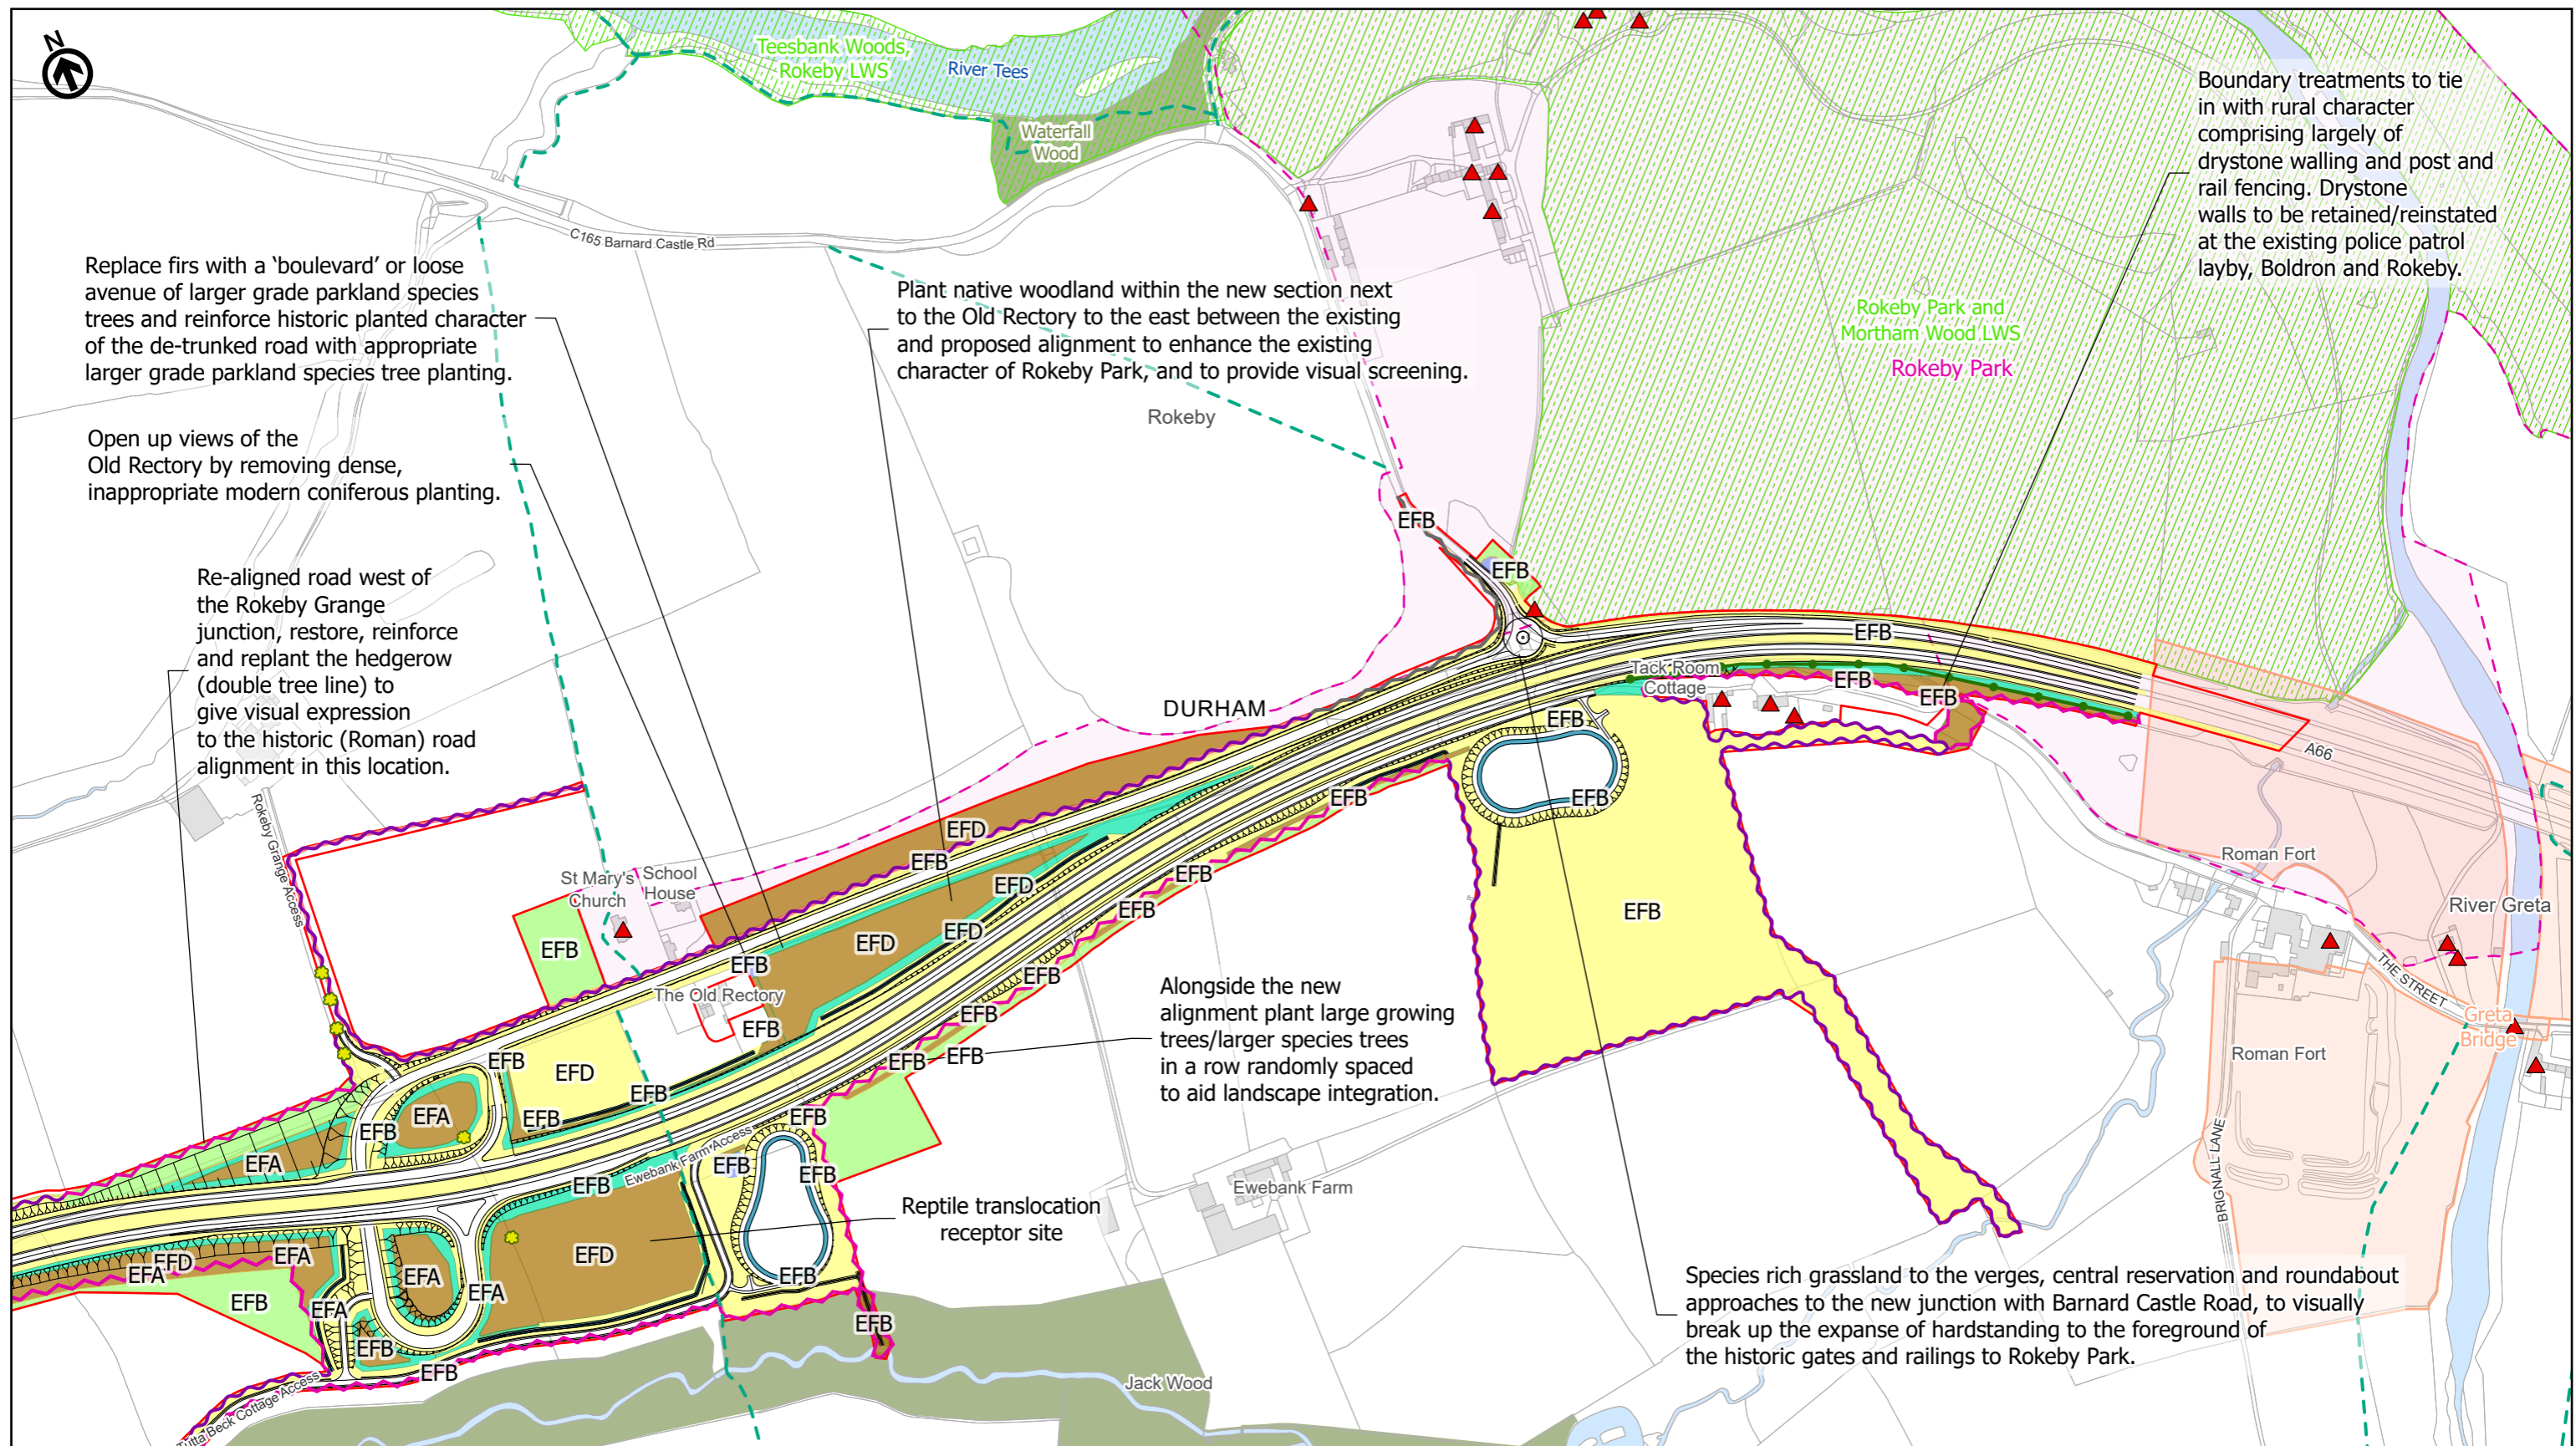 N
Teesbank Woods,
Rokeby LWS
River Tees
Waterfall
Wood
C165 Barnard Castle Rd
Boundary treatments to tie
in with rural character
comprising largely of
drystone walling and post and
rail fencing. Drystone
walls to be retained/reinstated
at the existing police patrol
layby, Boldron and Rokeby.
Replace firs with a ‘boulevard’ or loose
avenue of larger grade parkland species
trees and reinforce historic planted character
of the de-trunked road with appropriate
larger grade parkland species tree planting.
Plant native woodland within the new section next
to the Old Rectory to the east between the existing
and proposed alignment to enhance the existing
character of Rokeby Park, and to provide visual screening.
Rokeby Park and
Mortham Wood LWS
Rokeby Park
Rokeby
Open up views of the
Old Rectory by removing dense,
inappropriate modern coniferous planting.
Re-aligned road west of
the Rokeby Grange
junction, restore, reinforce
and replant the hedgerow
(double tree line) to
give visual expression
to the historic (Roman) road
alignment in this location.
EFB
EFB
EFB
Tack Room
Cottage
EFB
EFB
DURHAM
EFB
A66
EFB
EFB
Rokeby Grange Access
EFD
EFB
Roman Fort
St Mary's
Church
School
House
EFD
EFB
EFB
EFB
River Greta
EFB
EFD
EFD
EFB
EFB
The Old Rectory
EFB
THE STREET
EFB
EFB
Greta
Bridge
Roman Fort
Alongside the new
alignment plant large growing
trees/larger species trees
in a row randomly spaced
to aid landscape integration.
EFB
EFD
EFB
EFB
EFB
EFA
EFB
EFB
EFB
EFA
Ewebank Farm Access
EFB
EFB
EFB
Ewebank Farm
BRIGNALL LANE
Reptile translocation
receptor site
EFD
EFD
EFA
EFA
EFA
EFB
EFA
EFB
EFA
EFB
EFB
EFB
Species rich grassland to the verges, central reservation and roundabout
approaches to the new junction with Barnard Castle Road, to visually
break up the expanse of hardstanding to the foreground of
the historic gates and railings to Rokeby Park.
Jack Wood
Tutta Beck Cottage Access